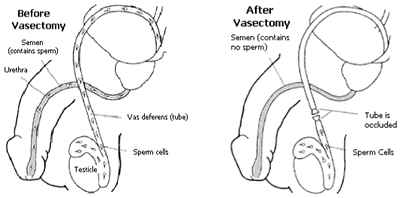 Before
Vasectomy
Semen
(contains sperm)
Urethra
Vas deferens (tube)
Sperm cells
Testicle
After
Vasectomy
Semen (contains
no sperm)
Tube is
occluded
Sperm Cells